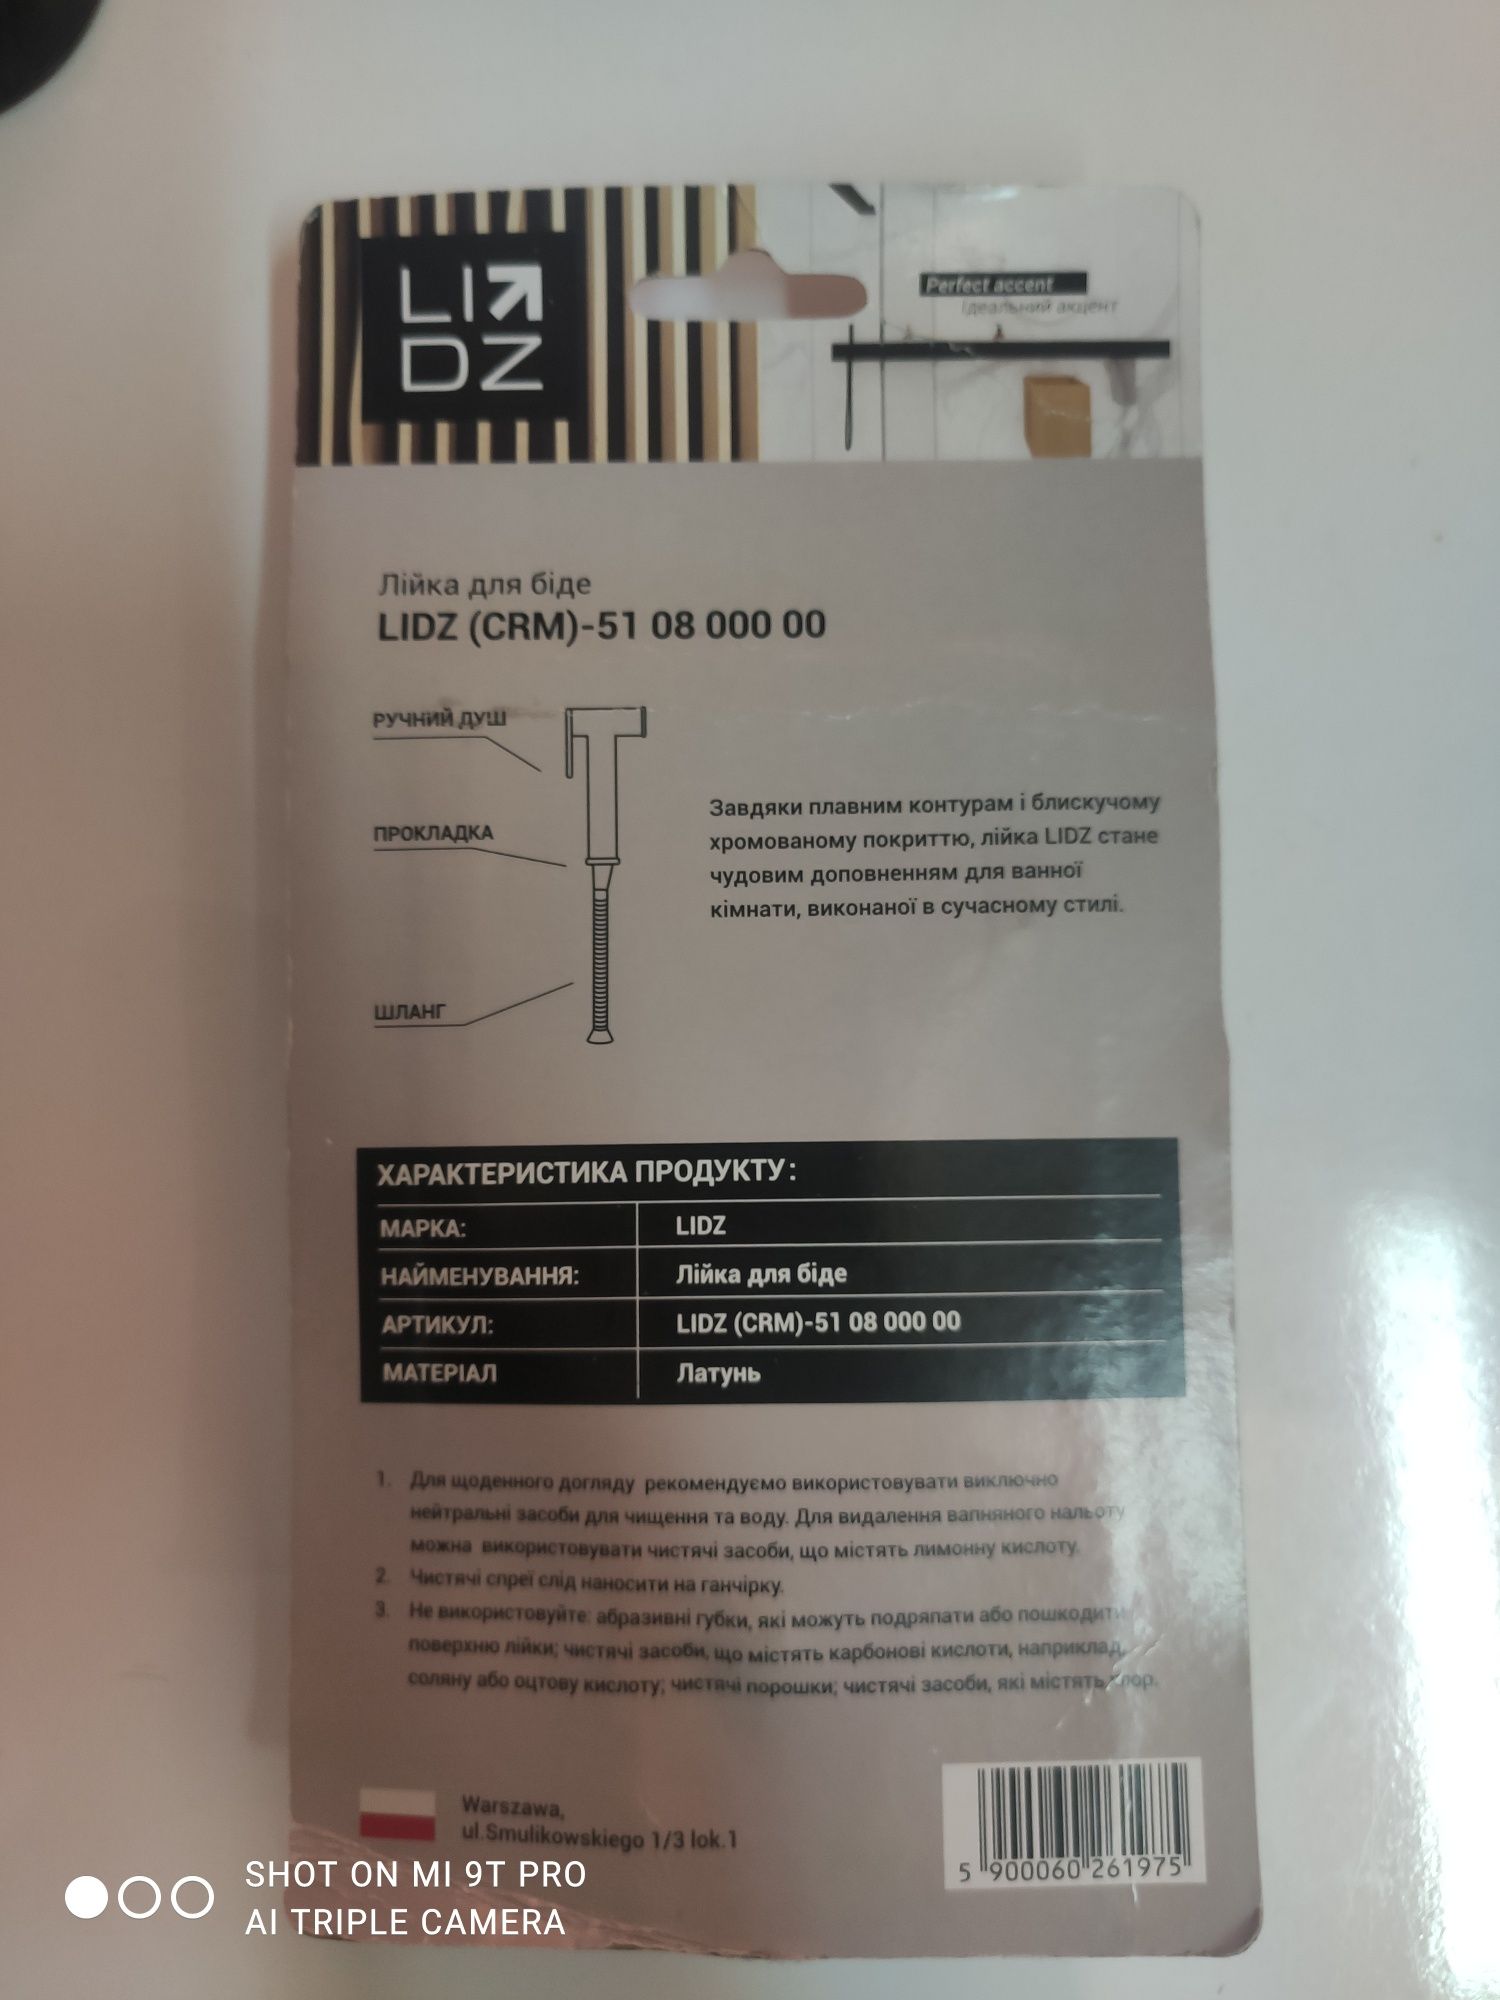 LI
DZ
Perfect accent
Ідеальний акцент
Лійка для біде
LIDZ (CRM)-51 08 000 00
РУЧНИЙ ДУШ
ПРОКЛАДКА
ШЛАНГ
Завдяки плавним контурам і блискучому
хромованому покриттю, лійка LIDZ стане
чудовим доповненням для ванної
кімнати, виконаної в сучасному стилі.
ХАРАКТЕРИСТИКА ПРОДУКТУ:
МАРКА: LIDZ
НАЙМЕНУВАННЯ: Лійка для біде
АРТИКУЛ: LIDZ (CRM)-51 08 000 00
МАТЕРІАЛ Латунь
1. Для щоденного догляду рекомендуємо використовувати виключно
нейтральні засоби для чищення та воду. Для видалення вапняного нальоту
можна використовувати чистячі засоби, що містять лимонну кислоту.
2. Чистячі спреї слід наносити на ганчірку.
3. Не використовуйте: абразивні губки, які можуть подряпати або пошкодити
поверхню лійки; чистячі засоби, що містять карбонові кислоти, наприклад,
соляну або оцтову кислоту; чистячі порошки; чистячі засоби, які містять хлор.
Warszawa,
ul.Smulikowskiego 1/3 lok.1
5 900060 261975
SHOT ON MI 9T PRO
AI TRIPLE CAMERA